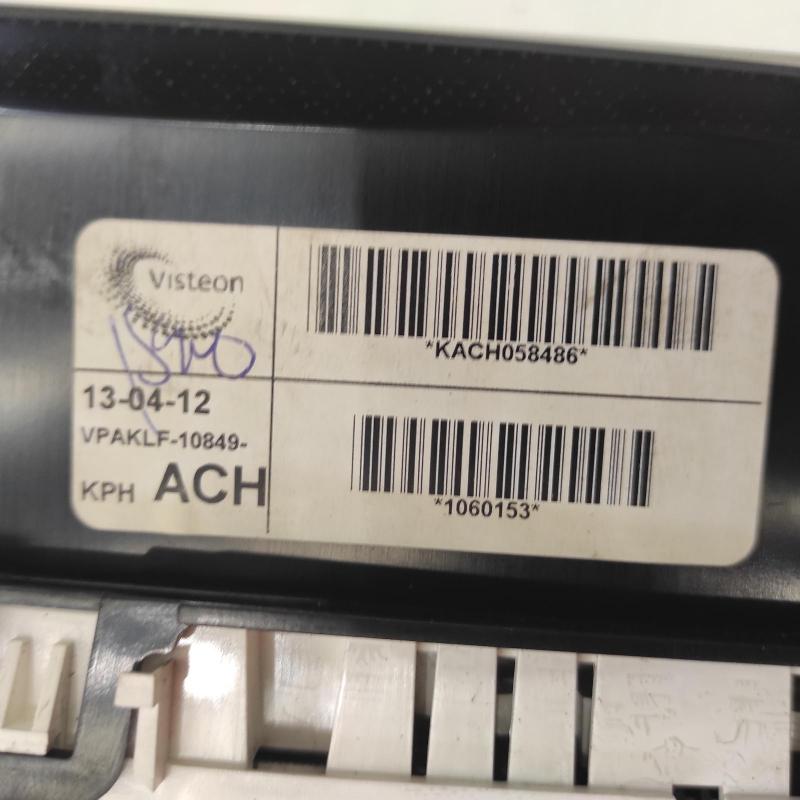 Visteon
*KACH058486*
13-04-12
VPAKLF-10849-
KPH ACH
*1060153*